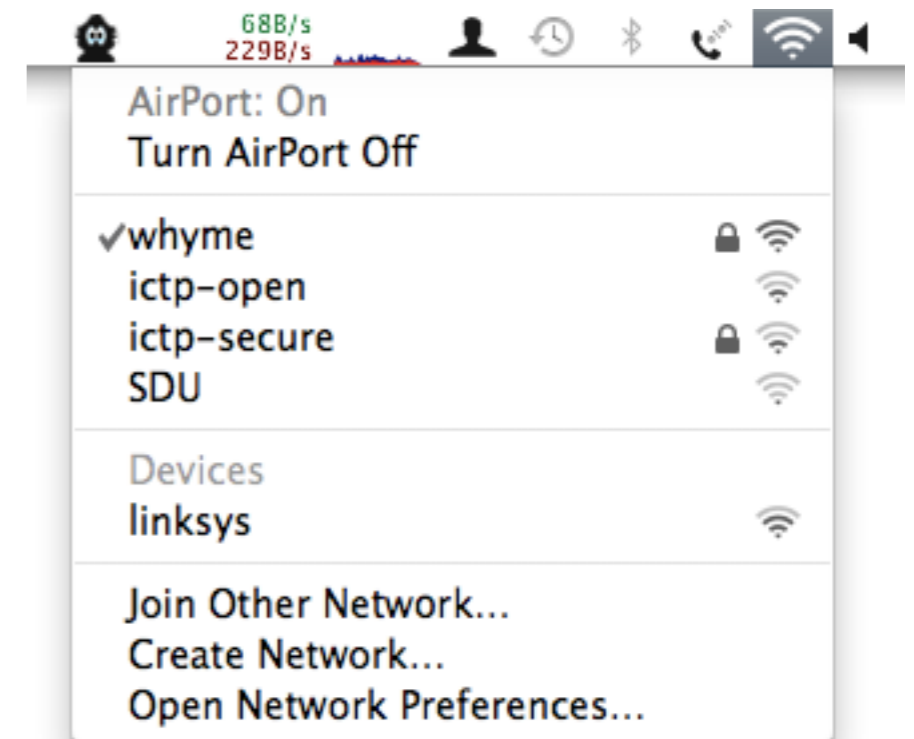 68B/s
229B/s
AirPort: On
Turn AirPort Off
✓whyme
ictp-open
ictp-secure
SDU
Devices
linksys
Join Other Network...
Create Network...
Open Network Preferences...